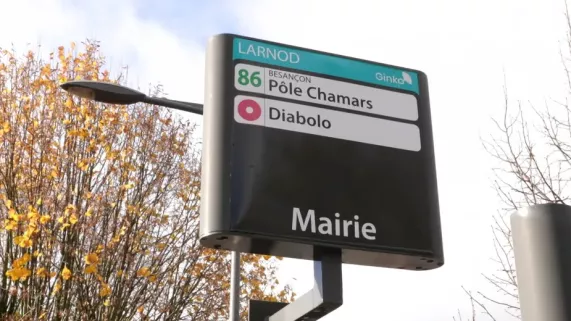 LARNOD
Ginko
86 BESANÇON
Pôle Chamars
Diabolo
Mairie